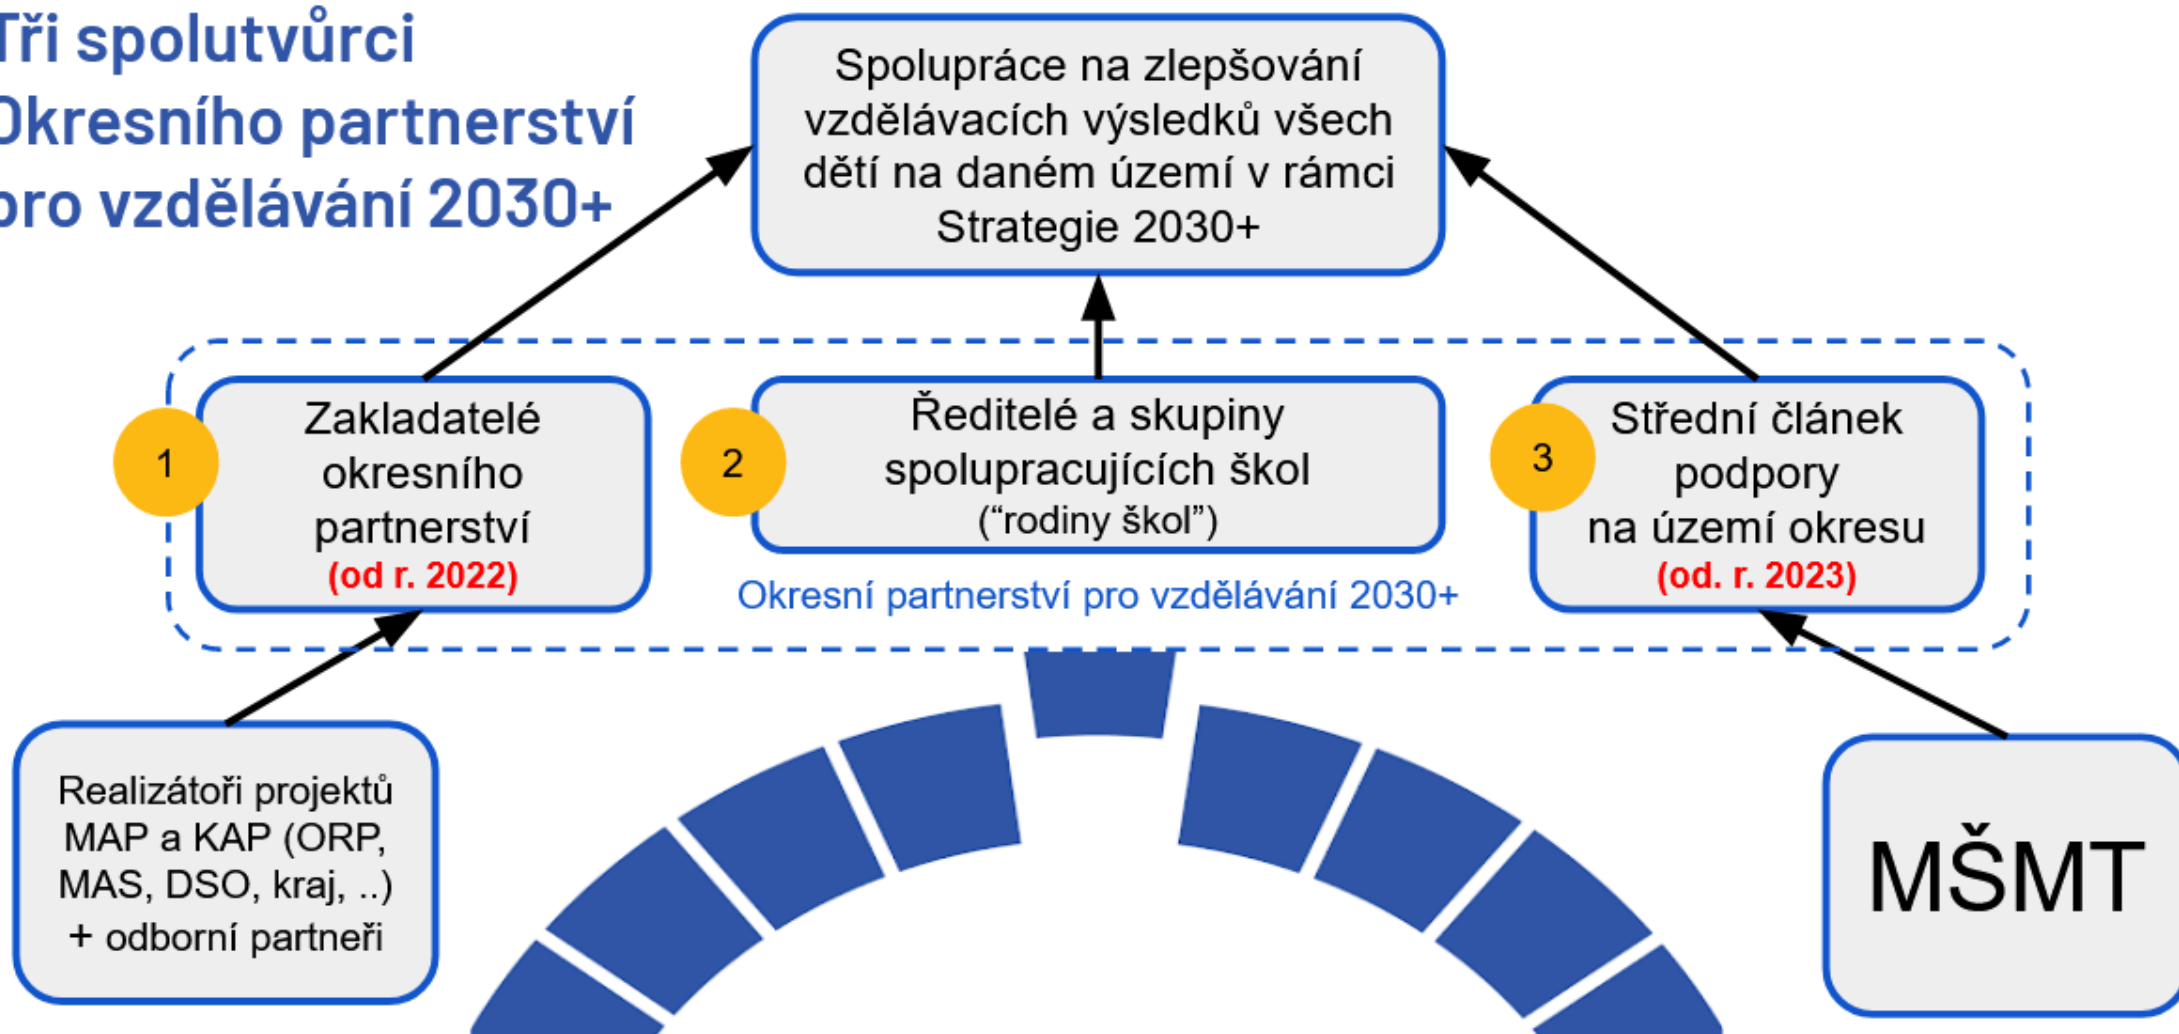 Tři spolutvůrci
Okresního partnerství
pro vzdělávání 2030+
Spolupráce na zlepšování
vzdělávacích výsledků všech
dětí na daném území v rámci
Strategie 2030+
1
Zakladatelé
okresního
partnerství
(od r. 2022)
2
Ředitelé a skupiny
spolupracujících škol
(“rodiny škol”)
3
Střední článek
podpory
na území okresu
(od. r. 2023)
Okresní partnerství pro vzdělávání 2030+
Realizátoři projektů
MAP a KAP (ORP,
MAS, DSO, kraj, ..)
+ odborní partneři
MŠMT